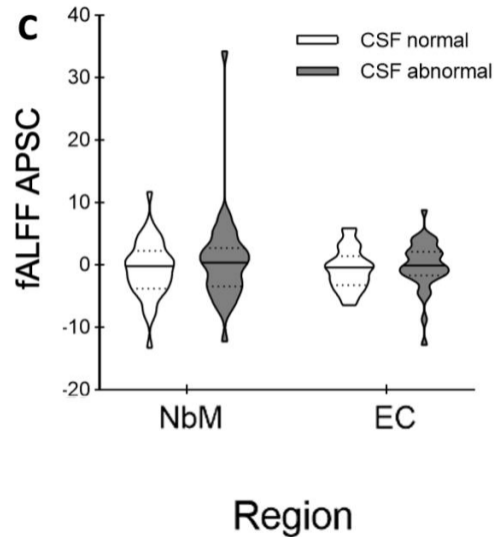 C
40
30
20
10
0
-10
-20
fALFF APSC
CSF normal
CSF abnormal
NbM
EC
Region